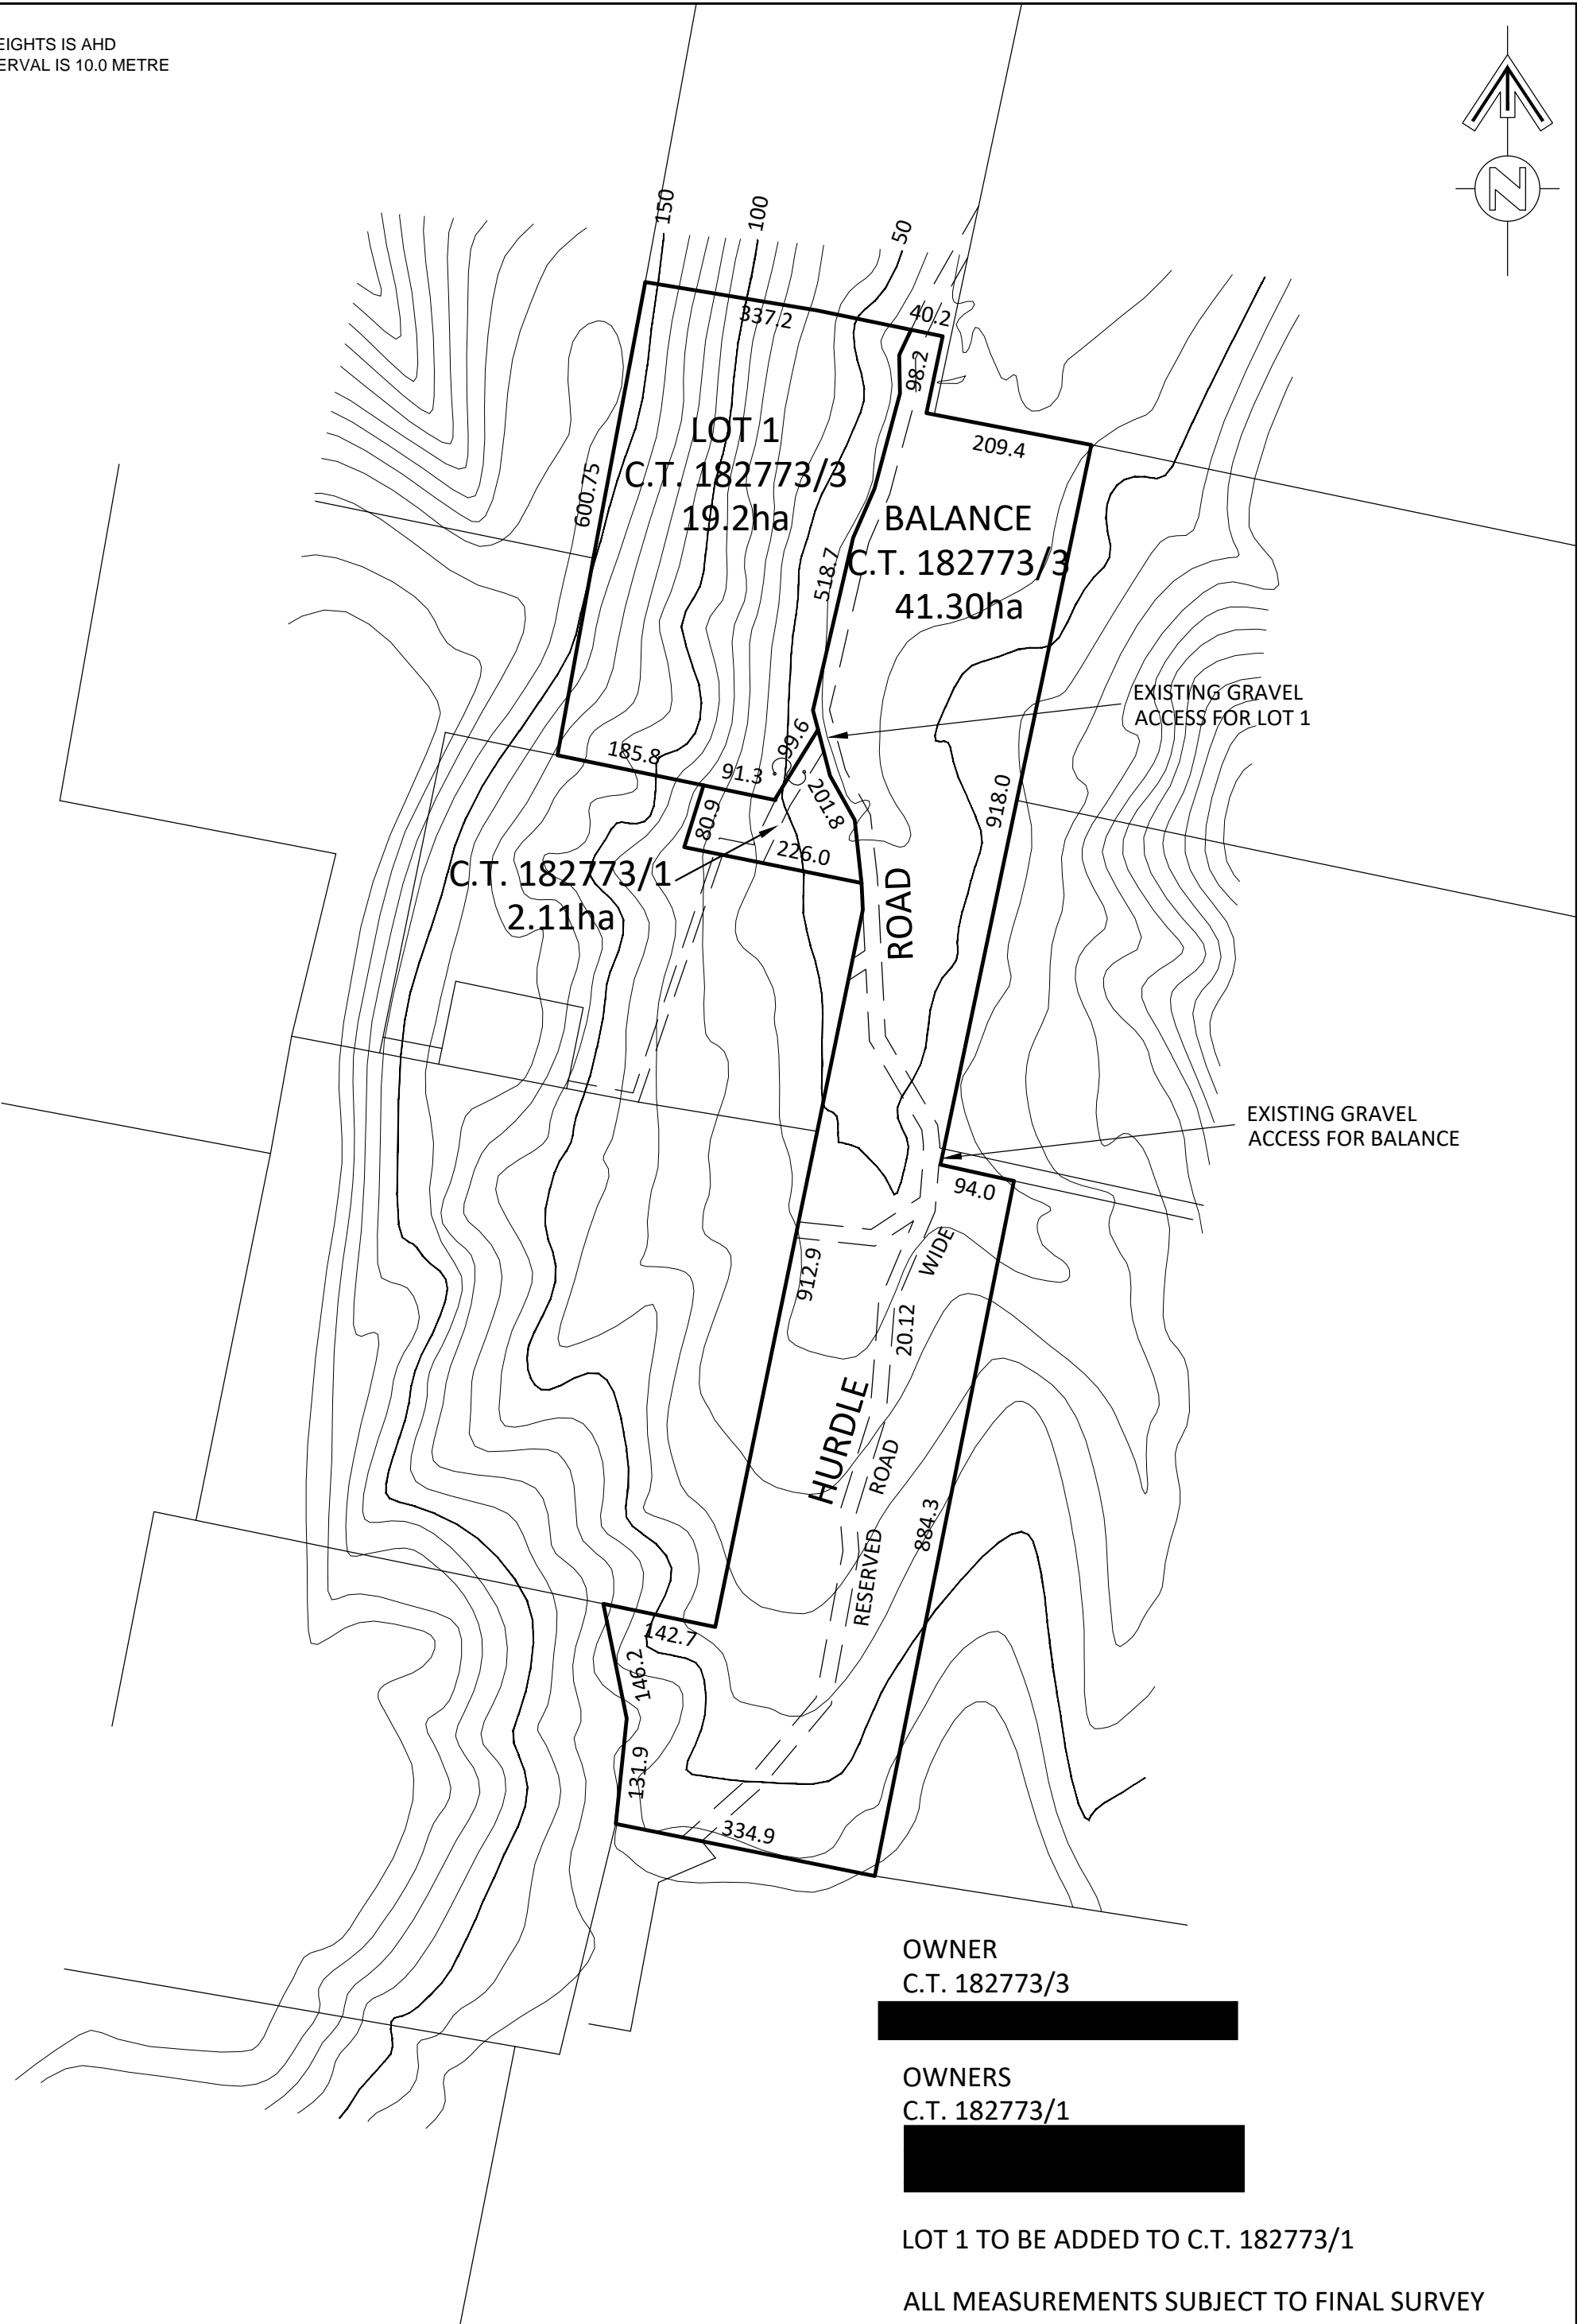 EIGHTS IS AHD
ERVAL IS 10.0 METRE
N
150
100
50
337.2
40.2
98.2
209.4
LOT 1
C.T. 182773/3
19.2ha
600.75
BALANCE
C.T. 182773/3
41.30ha
518.7
EXISTING GRAVEL
ACCESS FOR LOT 1
185.8
91.3
99.6
201.8
918.0
80.9
226.0
C.T. 182773/1
2.11ha
ROAD
EXISTING GRAVEL
ACCESS FOR BALANCE
94.0
WIDE
912.9
20.12
HURDLE
ROAD
884.3
RESERVED
142.7
146.2
131.9
334.9
OWNER
C.T. 182773/3
OWNERS
C.T. 182773/1
LOT 1 TO BE ADDED TO C.T. 182773/1
ALL MEASUREMENTS SUBJECT TO FINAL SURVEY